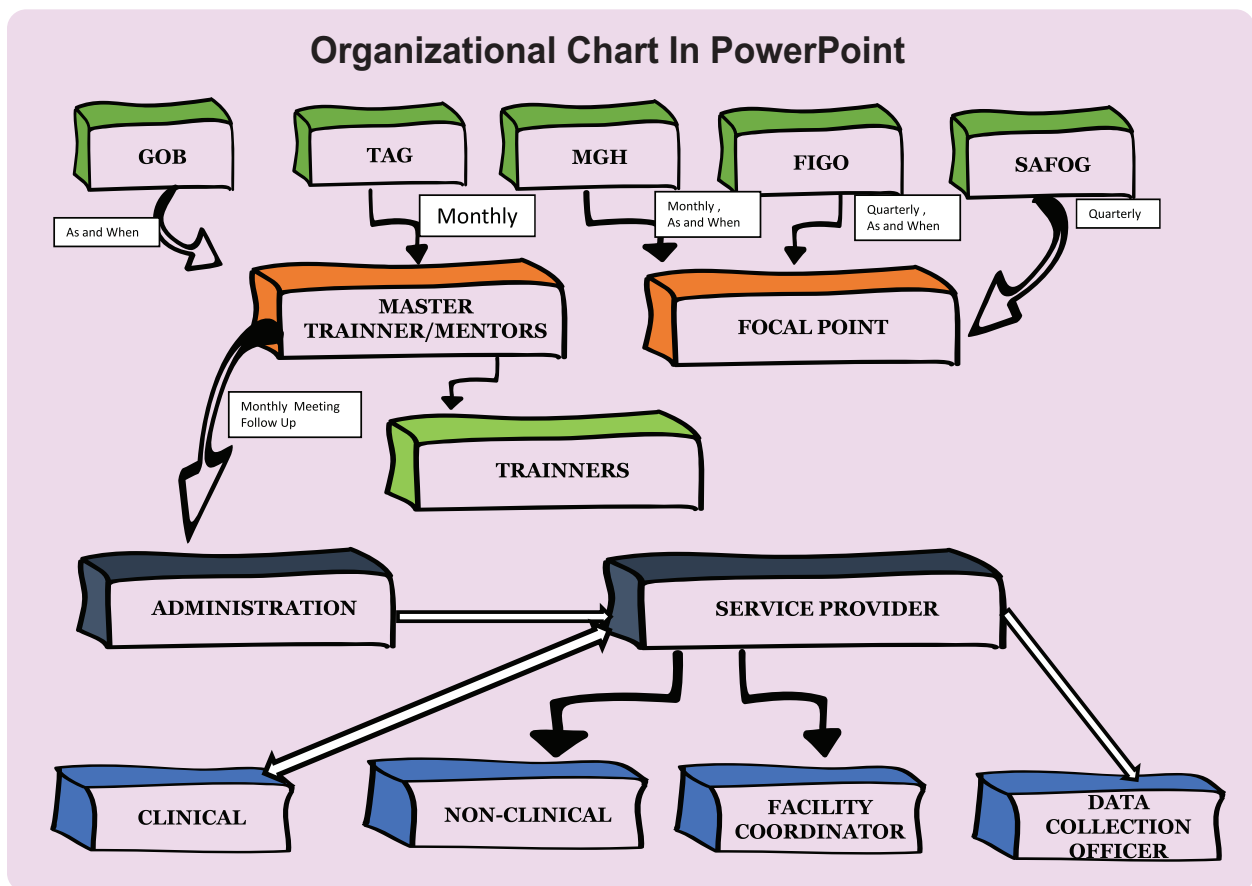 Organizational Chart In PowerPoint
GOB
TAG
MGH
FIGO
SAFOG
As and When
Monthly
Monthly ,
As and When
Quarterly ,
As and When
Quarterly
MASTER
TRAINNER/MENTORS
FOCAL POINT
Monthly Meeting
Follow Up
TRAINNERS
ADMINISTRATION
SERVICE PROVIDER
CLINICAL
NON-CLINICAL
FACILITY
COORDINATOR
DATA
COLLECTION
OFFICER